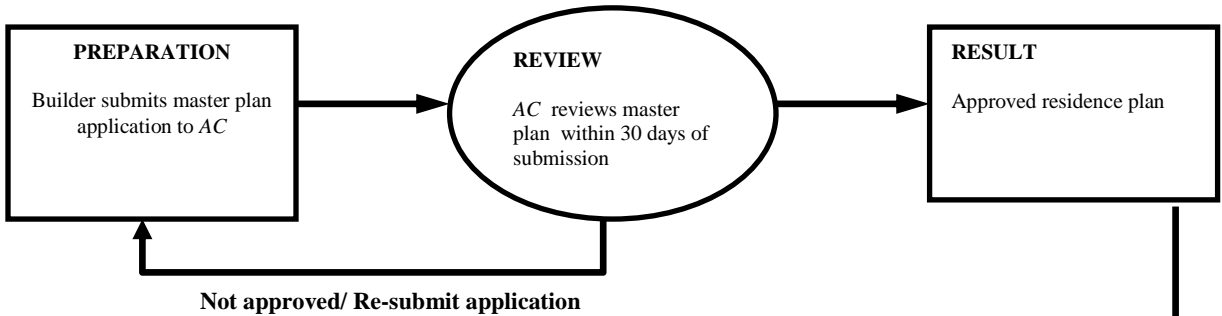 PREPARATION
Builder submits master plan
application to AC
REVIEW
AC reviews master
plan within 30 days of
submission
RESULT
Approved residence plan
Not approved/ Re-submit application